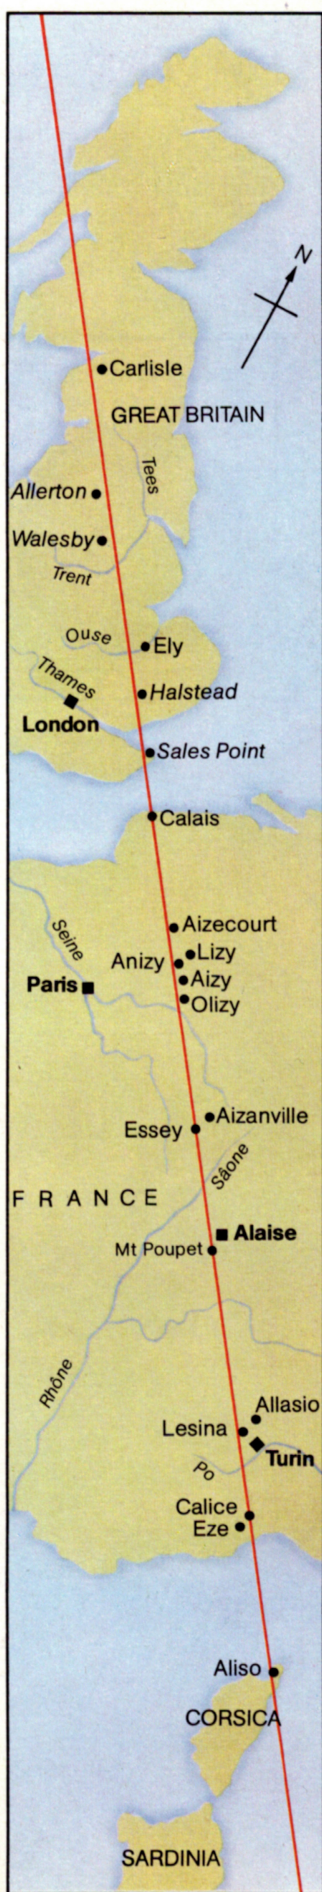 N
Carlisle
GREAT BRITAIN
Tees
Allerton
Walesby
Trent
Ouse
Ely
Thames
Halstead
London
Sales Point
Calais
Aizecourt
Seine
Lizy
Anizy
Aizy
Paris
Olizy
Aizanville
Essey
Sâone
FRANCE
Alaise
Mt Poupet
Rhône
Allasio
Lesina
Turin
Po
Calice
Eze
Aliso
CORSICA
SARDINIA